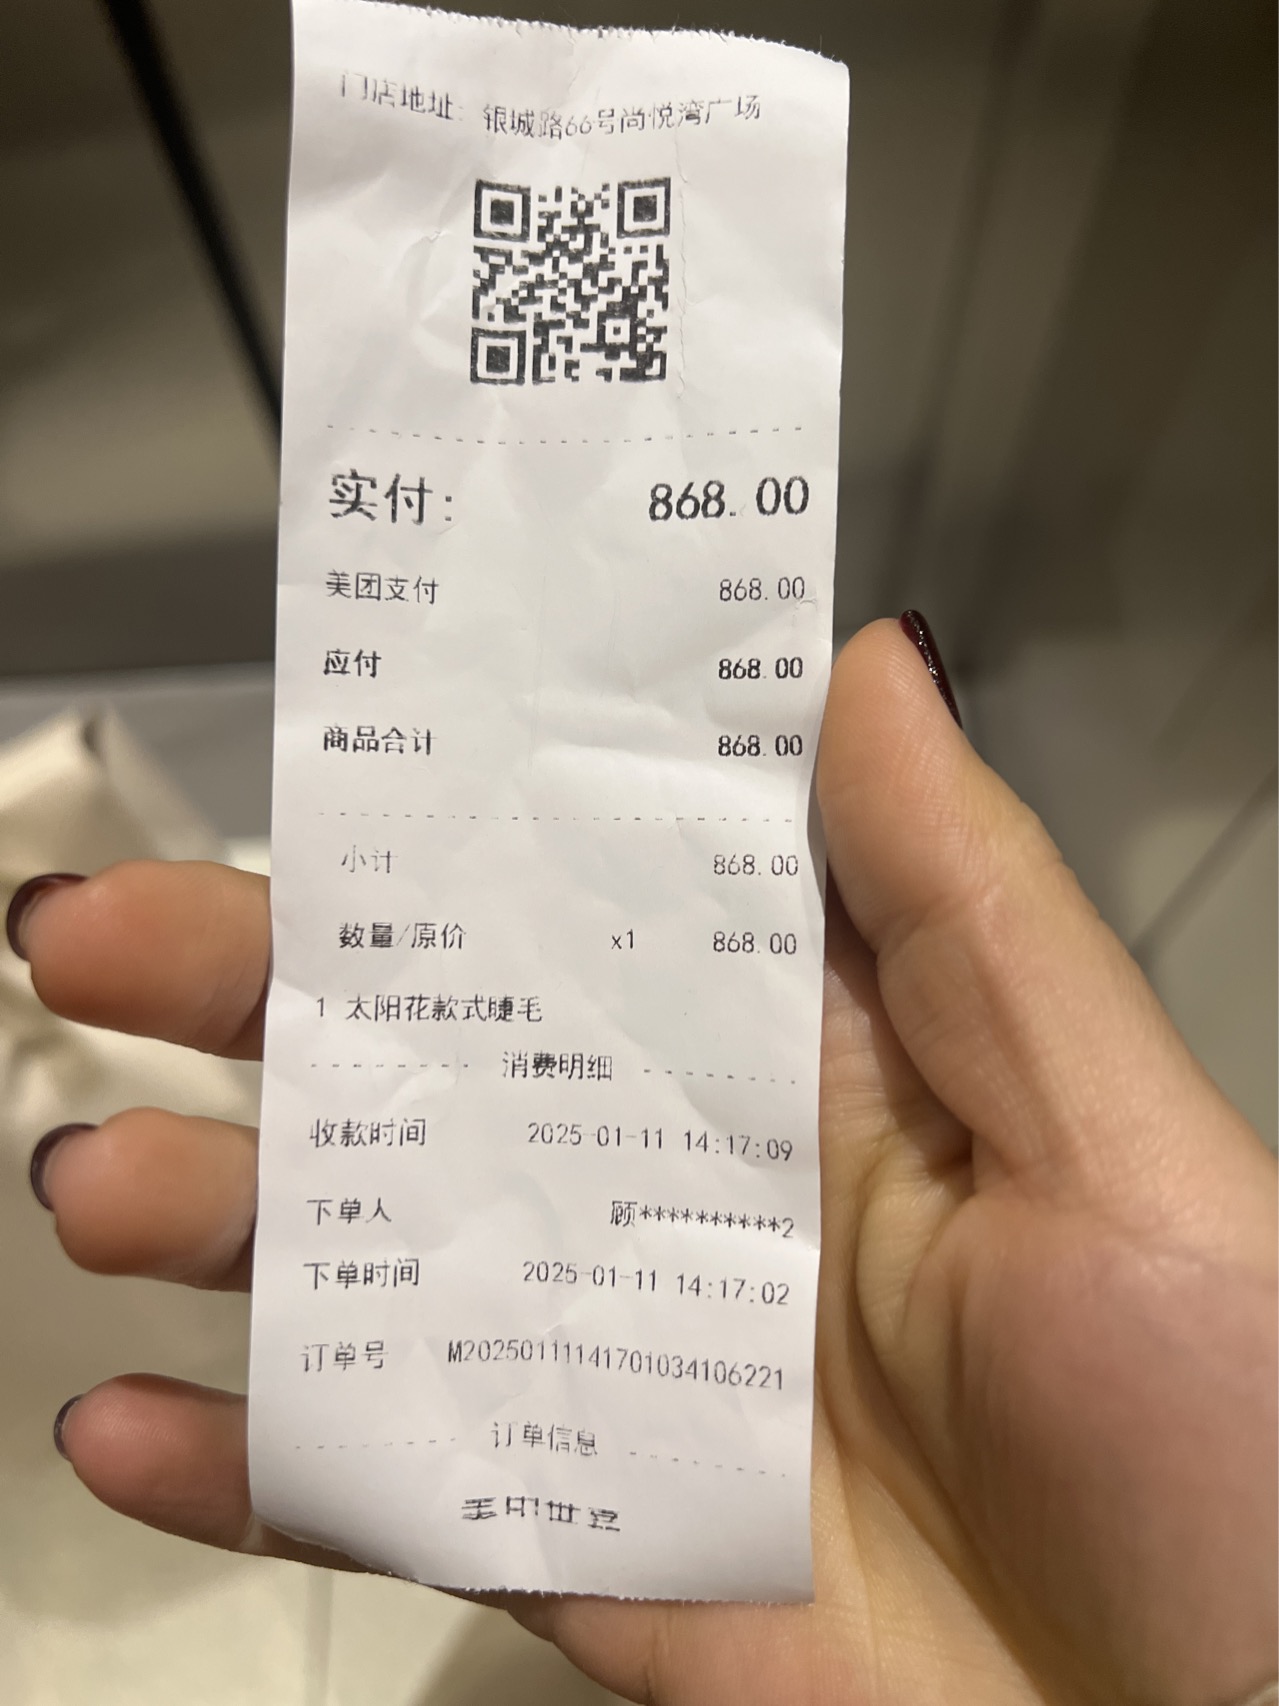 门店地址: 银城路66号尚悦湾广场
实付: 868.00
美团支付 868.00
应付 868.00
商品合计 868.00
小计 868.00
数量/原价 x1 868.00
1 太阳花款式睫毛
消费明细
收款时间 2025-01-11 14:17:09
下单人 顾**********2
下单时间 2025-01-11 14:17:02
订单号 M20250111141701034106221
订单信息